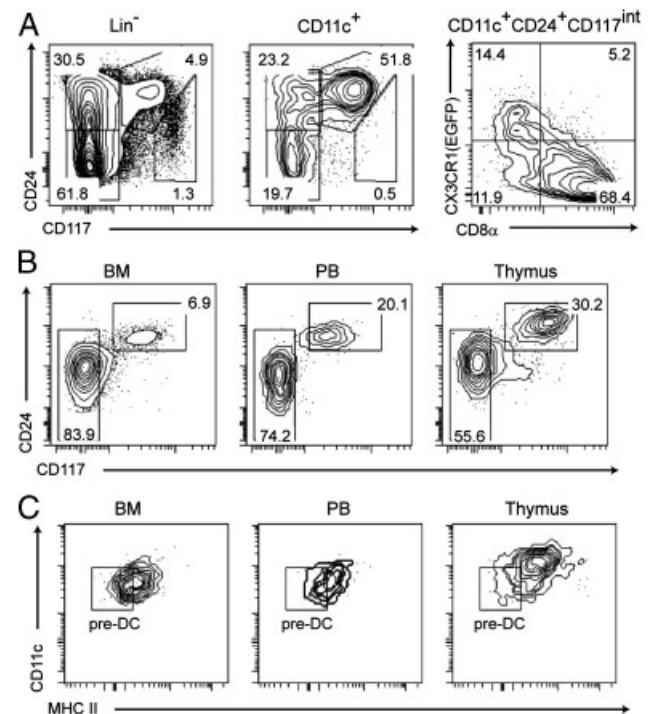 A
Lin⁻
CD11c⁺
CD11c⁺CD24⁺CD117ⁱⁿᵗ
30.5
4.9
61.8
1.3
23.2
51.8
19.7
0.5
14.4
5.2
11.9
68.4
CD24
CD117
CX3CR1(EGFP)
CD8α
B
BM
PB
Thymus
6.9
83.9
20.1
74.2
30.2
55.6
CD24
CD117
C
BM
PB
Thymus
pre-DC
pre-DC
pre-DC
CD11c
MHC II